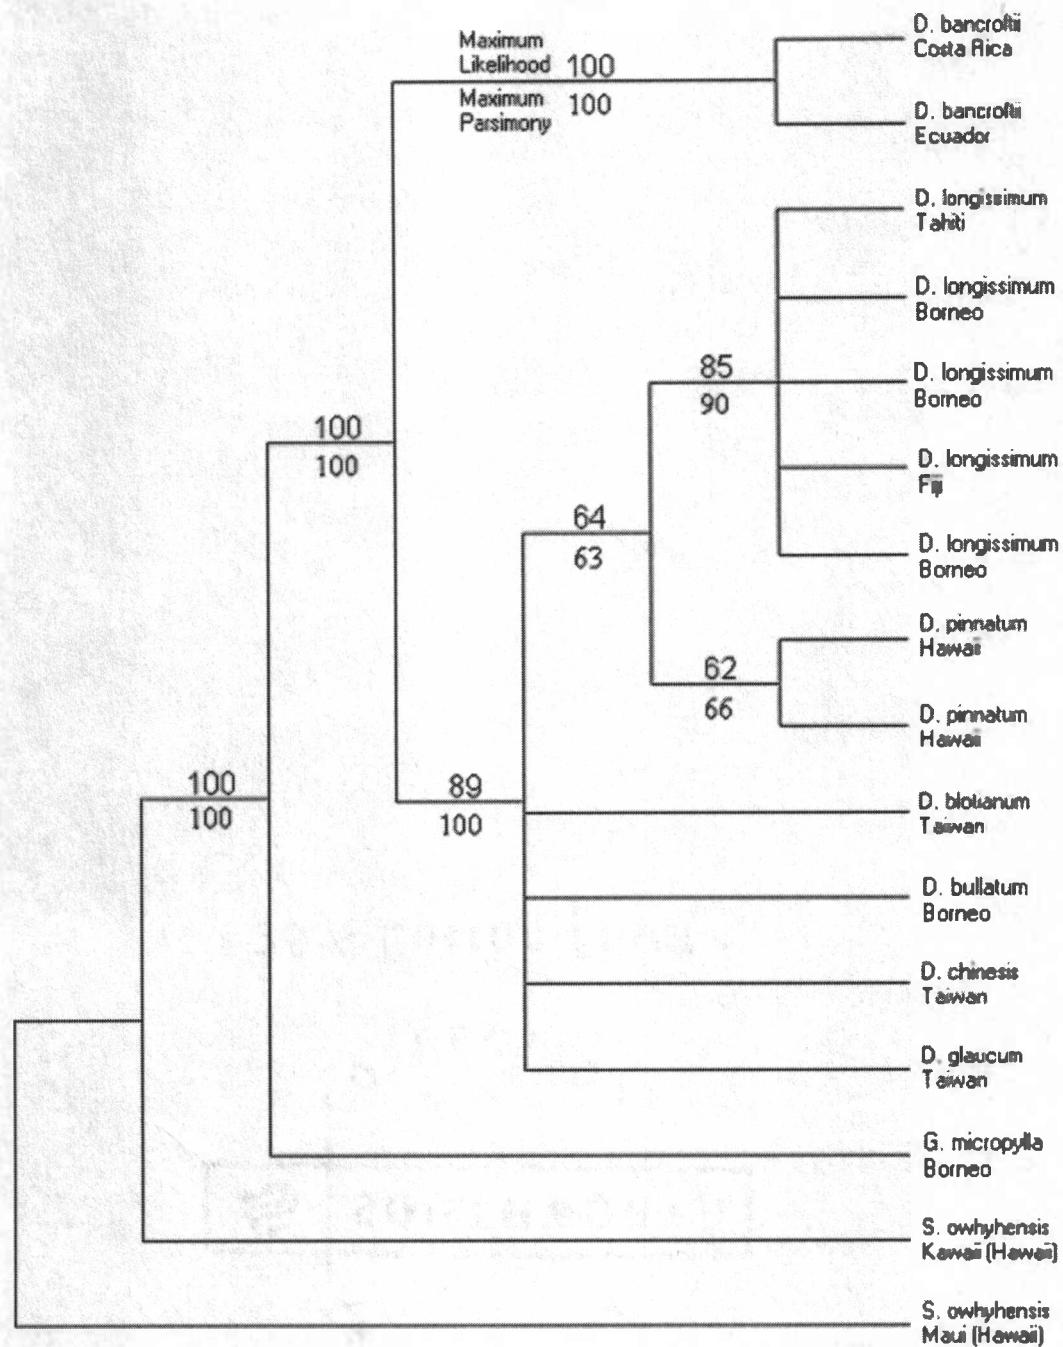 Maximum
Likelihood 100
Maximum
Parsimony 100
D. bancroftii
Costa Rica
D. bancroftii
Ecuador
D. longissimum
Tahiti
D. longissimum
Borneo
85
90
D. longissimum
Borneo
100
100
D. longissimum
Fiji
64
63
D. longissimum
Borneo
D. pinnatum
Hawaii
62
66
D. pinnatum
Hawaii
100
100
89
100
D. blotianum
Taiwan
D. bullatum
Borneo
D. chinesis
Taiwan
D. glaucum
Taiwan
G. micropylla
Borneo
S. owhyhensis
Kawaii (Hawaii)
S. owhyhensis
Maui (Hawaii)